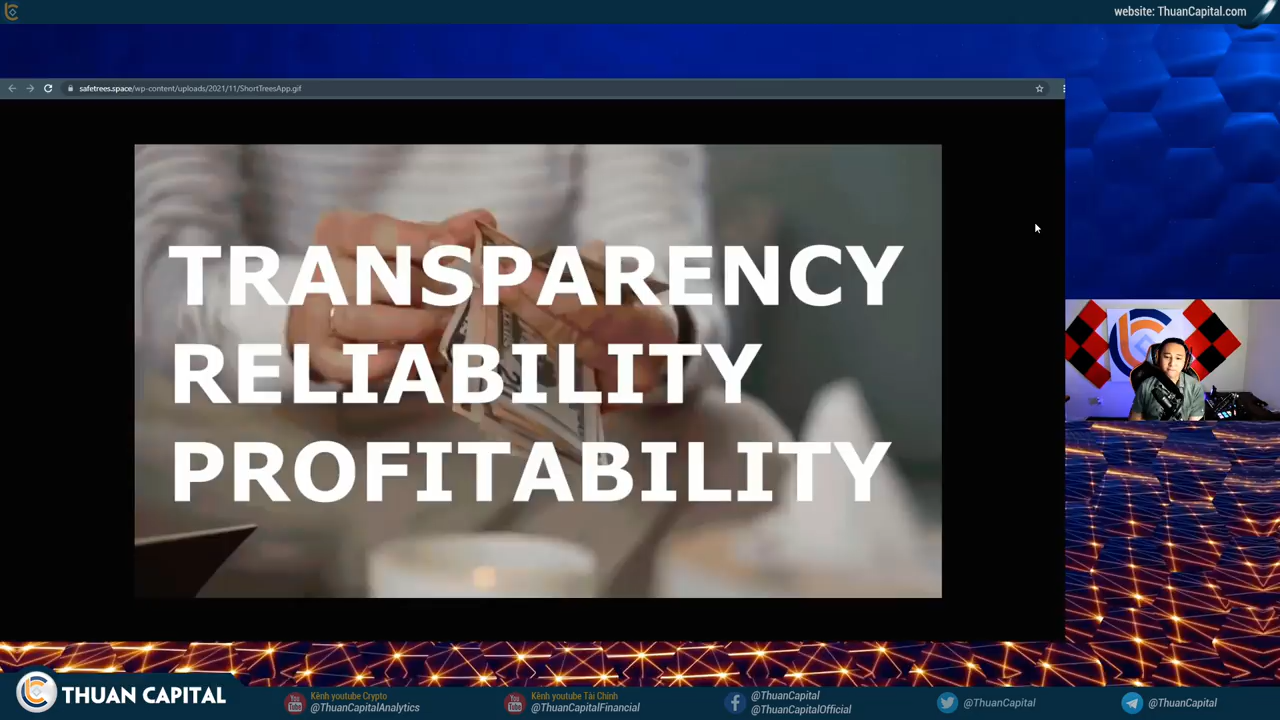 website: ThuanCapital.com
safetrees.space/wp-content/uploads/2021/11/ShortTreesApp.gif
TRANSPARENCY
RELIABILITY
PROFITABILITY
THUAN CAPITAL
Kênh youtube Crypto
@ThuanCapitalAnalytics
Kênh youtube Tài Chính
@ThuanCapitalFinancial
@ThuanCapital
@ThuanCapitalOfficial
@ThuanCapital
@ThuanCapital